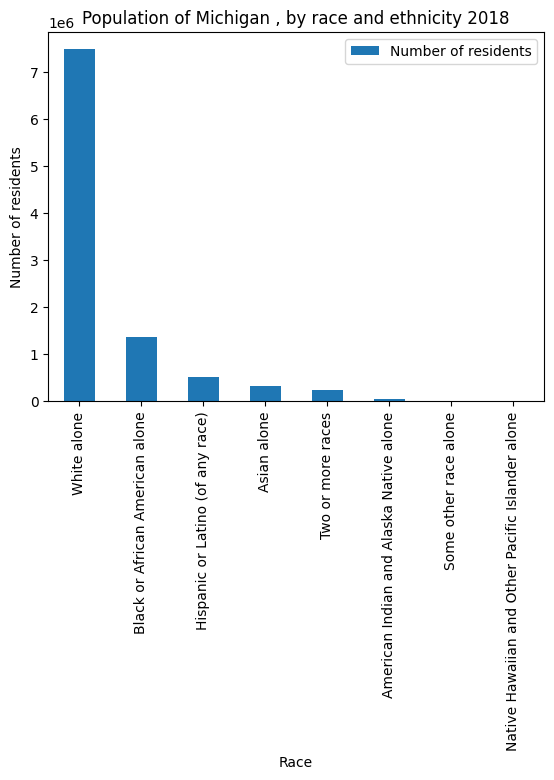 Population of Michigan , by race and ethnicity 2018
1e6
Number of residents
7
6
5
4
3
2
1
0
Number of residents
White alone
Black or African American alone
Hispanic or Latino (of any race)
Asian alone
Two or more races
American Indian and Alaska Native alone
Some other race alone
Native Hawaiian and Other Pacific Islander alone
Race